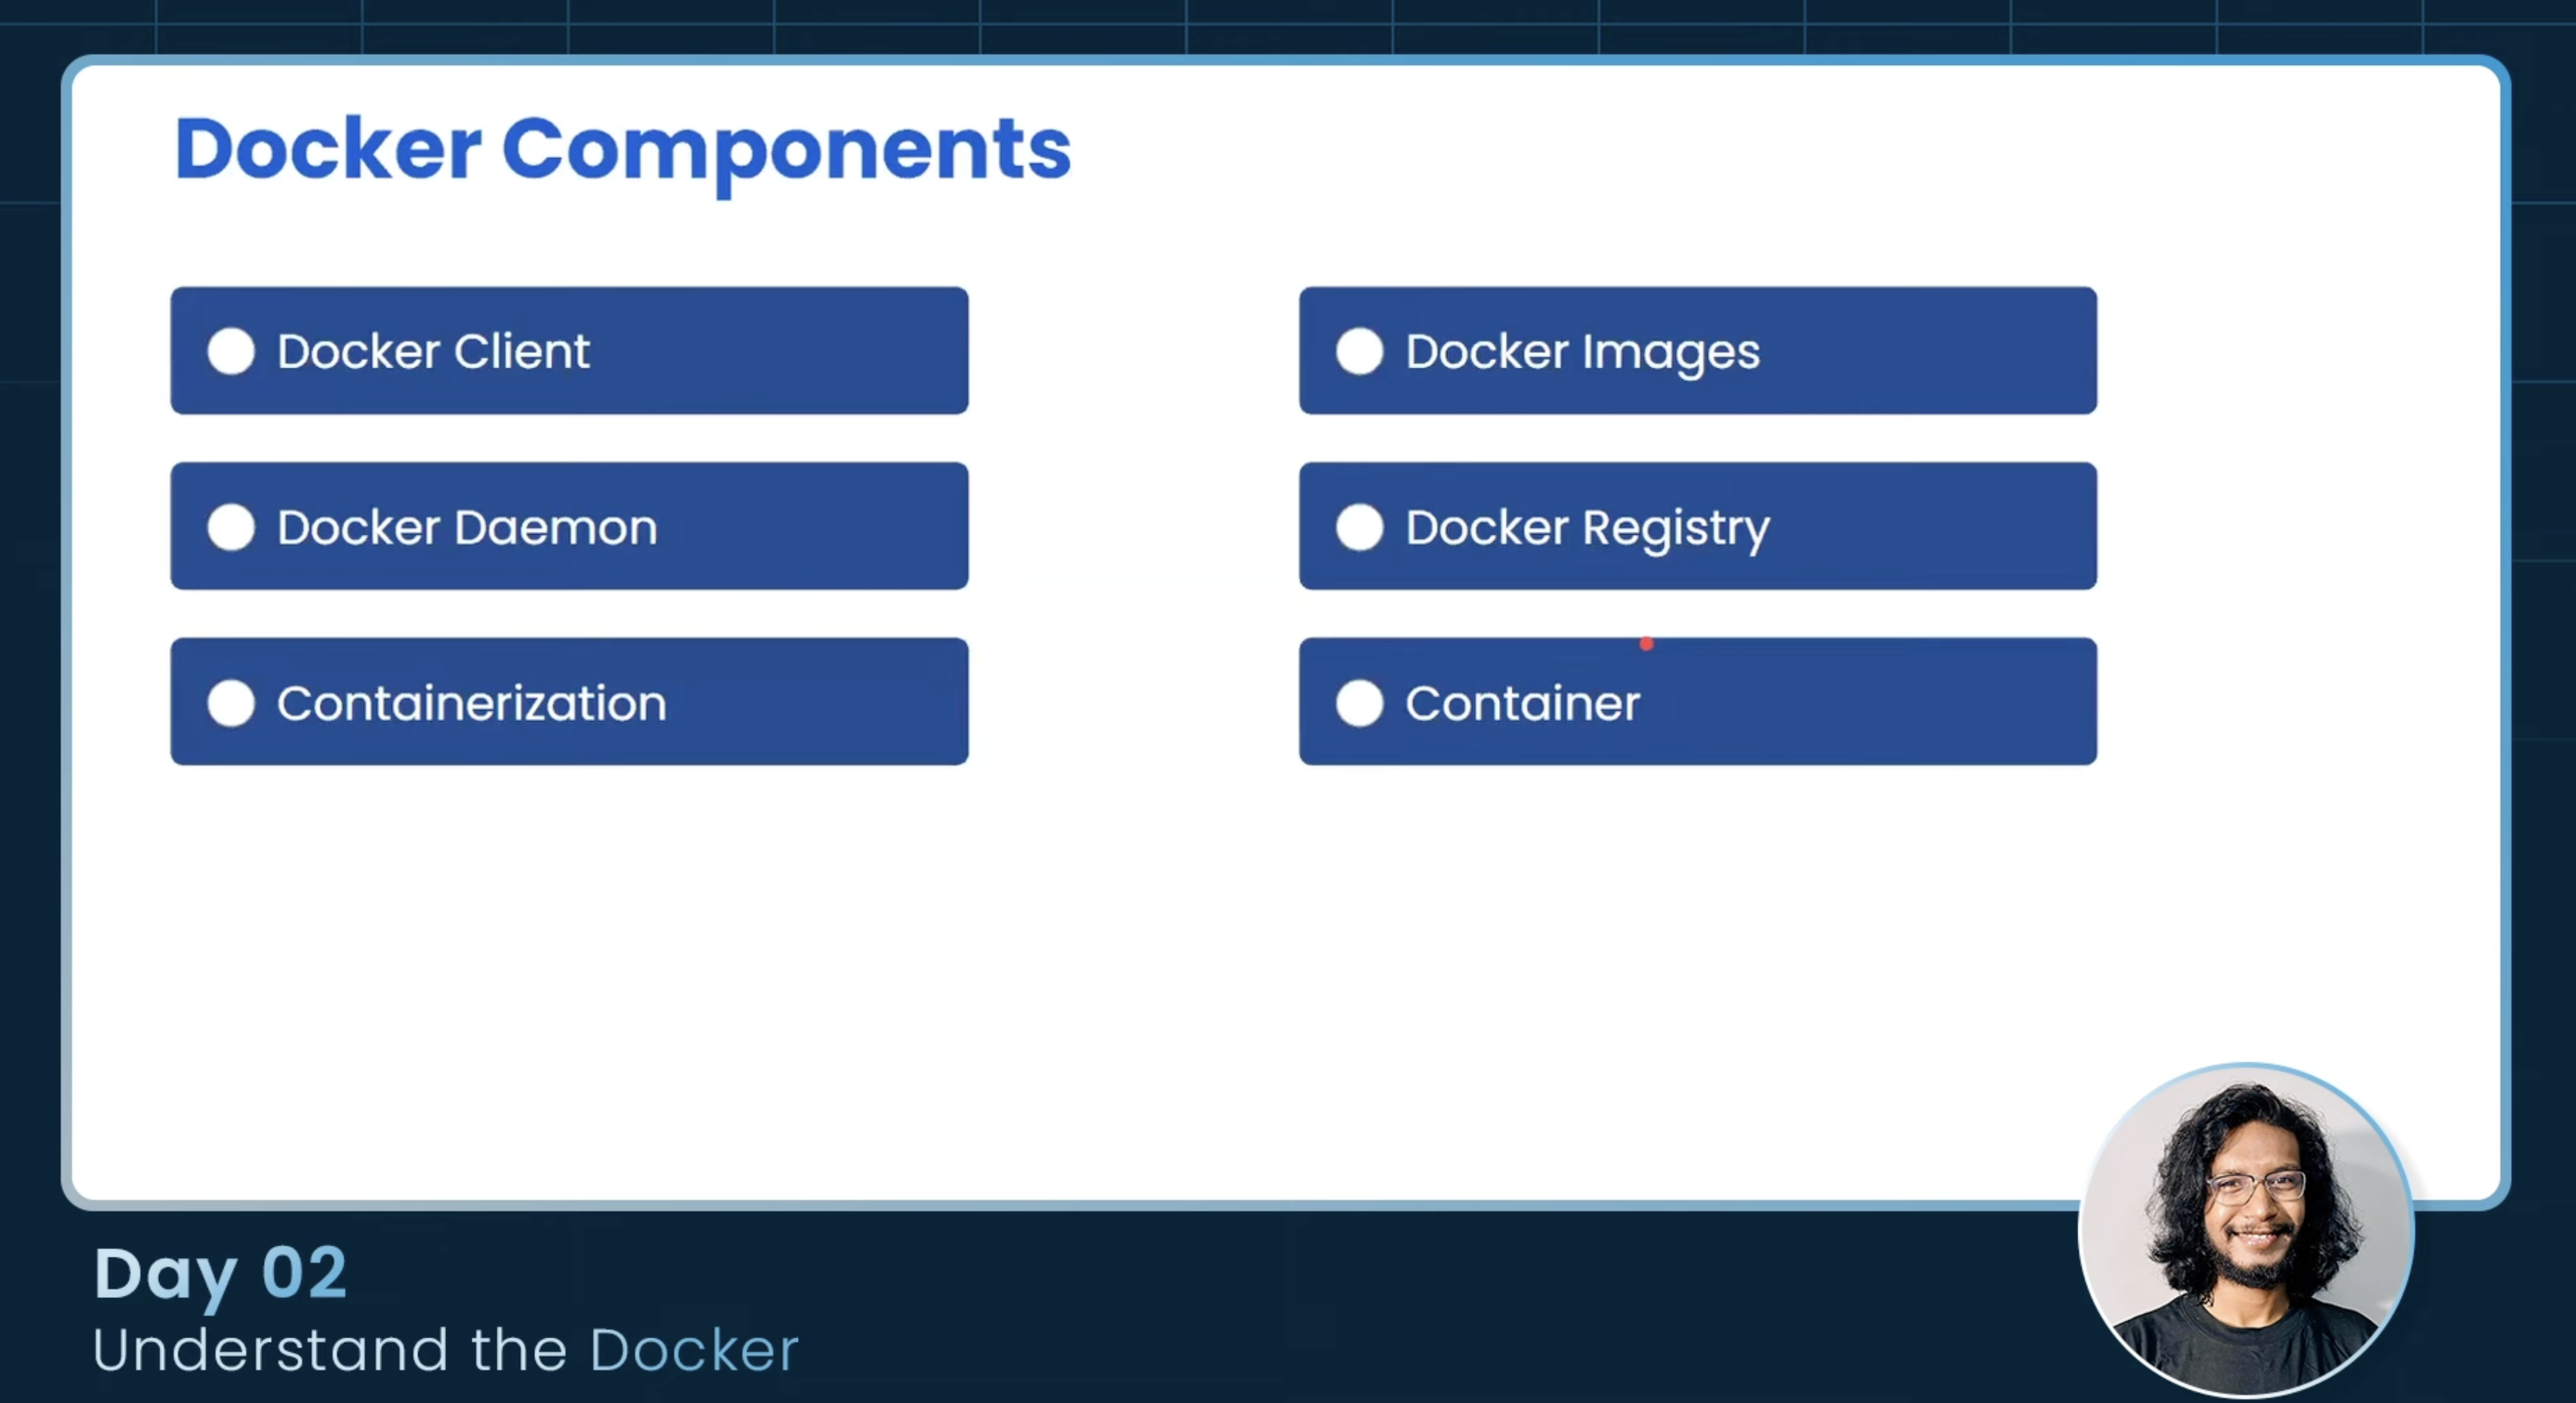 Docker Components
Docker Client
Docker Images
Docker Daemon
Docker Registry
Containerization
Container
Day 02
Understand the Docker